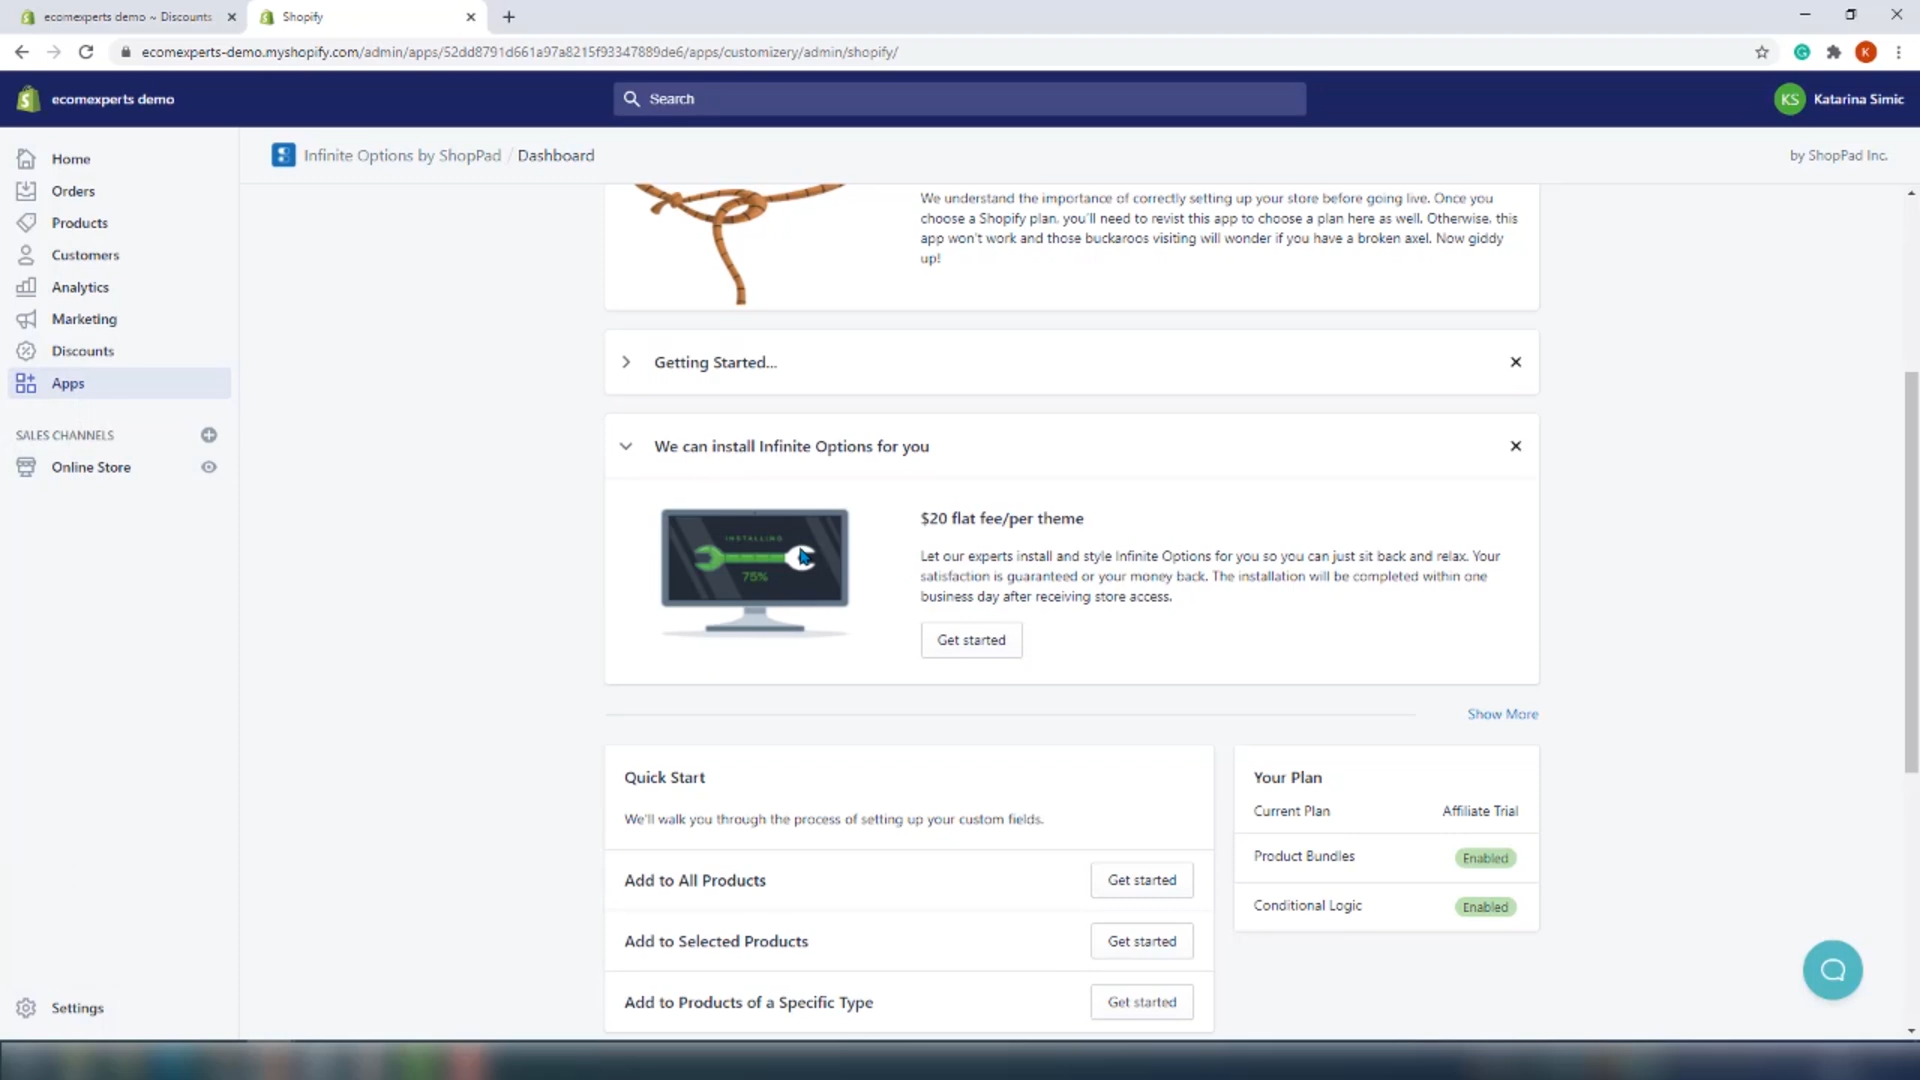 ecomexperts demo ~ Discounts
Shopify
ecomexperts-demo.myshopify.com/admin/apps/52dd8791d661a97a8215f93347889de6/apps/customizery/admin/shopify/
K
ecomexperts demo
Search
KS
Katarina Simic
Home
Orders
Products
Customers
Analytics
Marketing
Discounts
Apps
SALES CHANNELS
Online Store
Settings
Infinite Options by ShopPad / Dashboard
by ShopPad Inc.
We understand the importance of correctly setting up your store before going live. Once you
choose a Shopify plan, you'll need to revist this app to choose a plan here as well. Otherwise, this
app won't work and those buckaroos visiting will wonder if you have a broken axel. Now giddy
up!
Getting Started...
We can install Infinite Options for you
INSTALLING
75%
$20 flat fee/per theme
Let our experts install and style Infinite Options for you so you can just sit back and relax. Your
satisfaction is guaranteed or your money back. The installation will be completed within one
business day after receiving store access.
Get started
Show More
Quick Start
We'll walk you through the process of setting up your custom fields.
Add to All Products
Get started
Add to Selected Products
Get started
Add to Products of a Specific Type
Get started
Your Plan
Current Plan
Affiliate Trial
Product Bundles
Enabled
Conditional Logic
Enabled